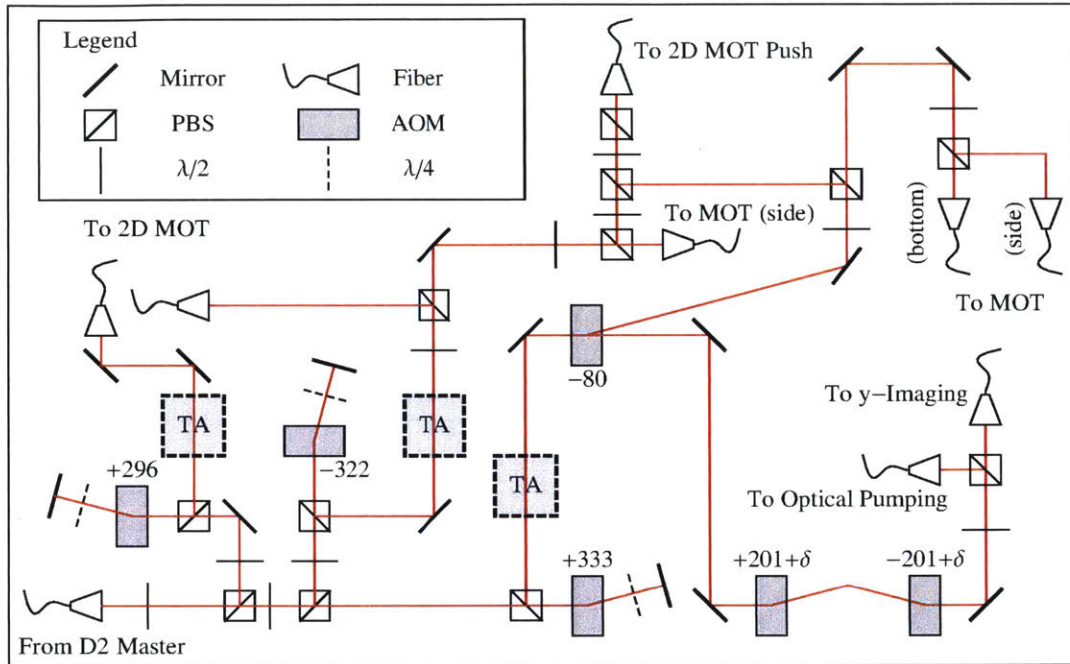 Legend
Mirror
Fiber
PBS
AOM
λ/2
λ/4
To 2D MOT Push
To MOT (side)
(bottom)
(side)
To MOT
To 2D MOT
−80
To y−Imaging
TA
TA
TA
+296
−322
To Optical Pumping
+333
+201+δ
−201+δ
From D2 Master